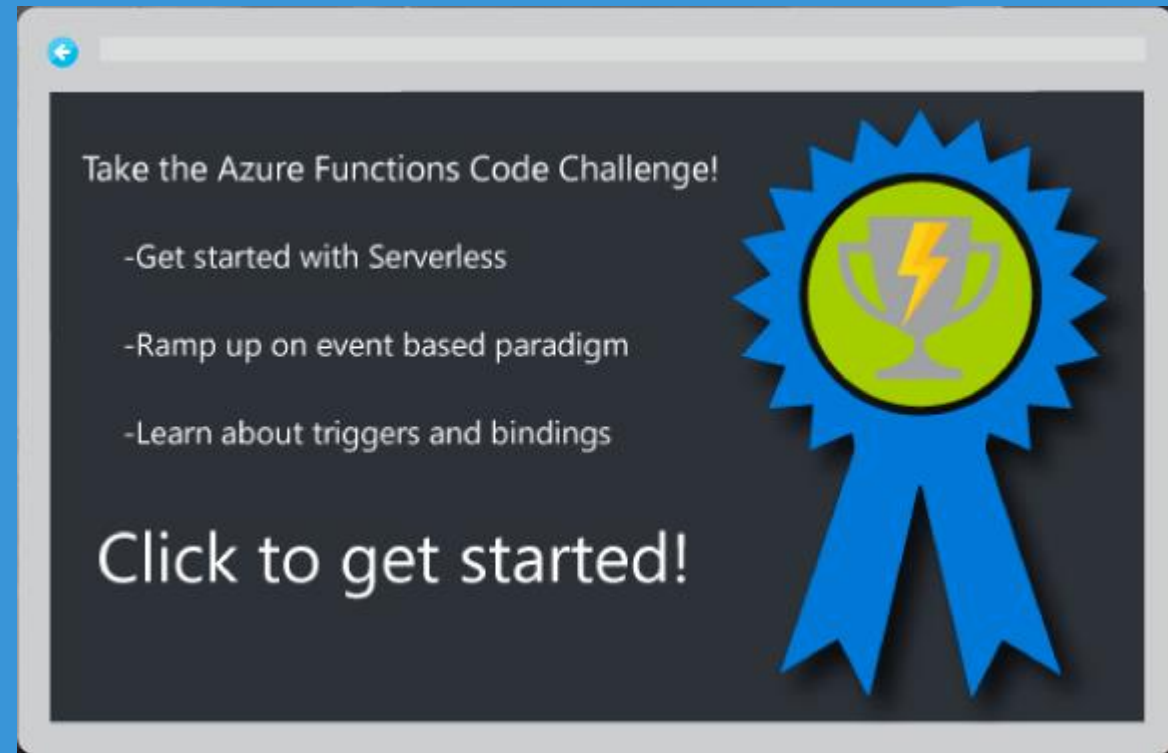 Take the Azure Functions Code Challenge!
-Get started with Serverless
-Ramp up on event based paradigm
-Learn about triggers and bindings
Click to get started!